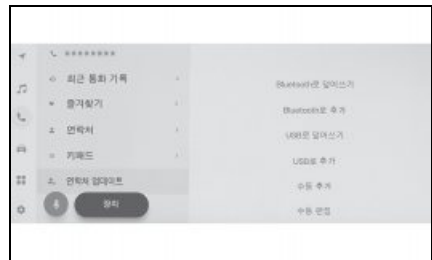 ********
최근 통화 기록
즐겨찾기
연락처
키패드
연락처 업데이트
장치
Bluetooth로 덮어쓰기
Bluetooth로 추가
USB로 덮어쓰기
USB로 추가
수동 추가
수동 편집